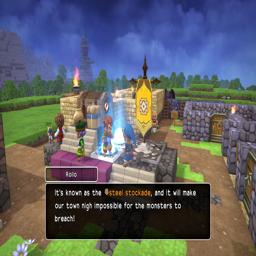 Rolo
It's known as the steel stockade, and it will make
our town nigh impossible for the monsters to
breach!